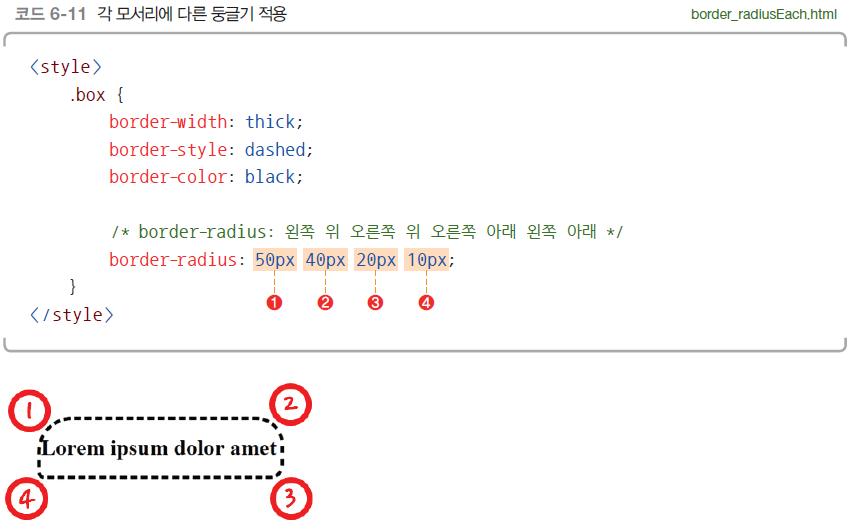 코드 6-11 각 모서리에 다른 둥글기 적용 border_radiusEach.html
<style>
.box {
border-width: thick;
border-style: dashed;
border-color: black;
/* border-radius: 왼쪽 위 오른쪽 위 오른쪽 아래 왼쪽 아래 */
border-radius: 50px 40px 20px 10px;
❶ ❷ ❸ ❹
}
</style>
① ②
Lorem ipsum dolor amet
④ ③